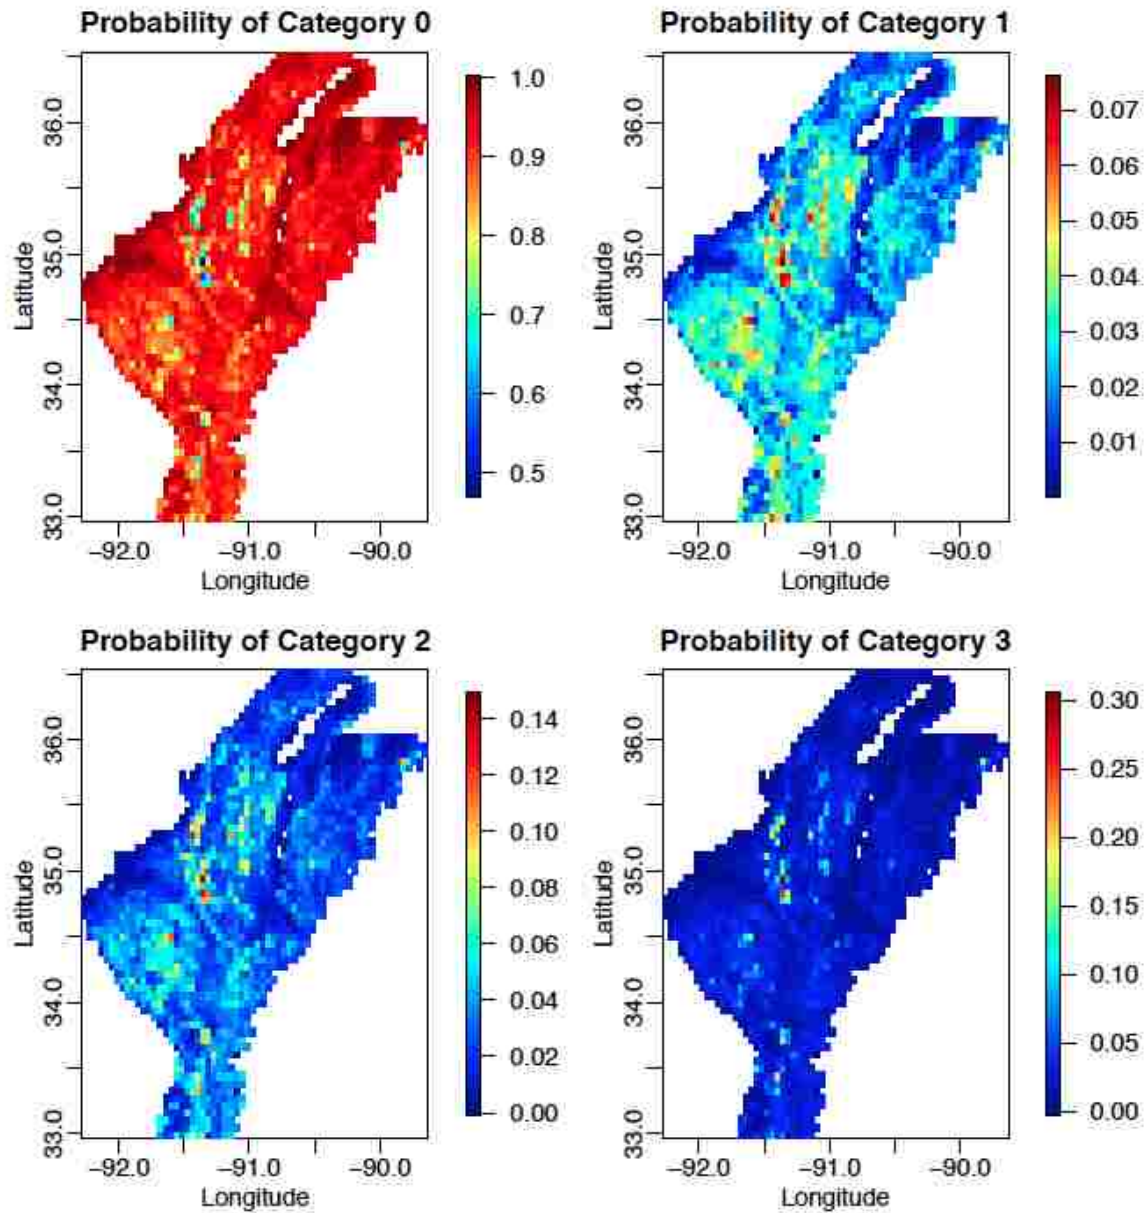 Probability of Category 0
1.0
0.9
0.8
0.7
0.6
0.5
36.0
35.0
34.0
33.0
Latitude
–92.0 –91.0 –90.0
Longitude
Probability of Category 1
0.07
0.06
0.05
0.04
0.03
0.02
0.01
36.0
35.0
34.0
33.0
Latitude
–92.0 –91.0 –90.0
Longitude
Probability of Category 2
0.14
0.12
0.10
0.08
0.06
0.04
0.02
0.00
36.0
35.0
34.0
33.0
Latitude
–92.0 –91.0 –90.0
Longitude
Probability of Category 3
0.30
0.25
0.20
0.15
0.10
0.05
0.00
36.0
35.0
34.0
33.0
Latitude
–92.0 –91.0 –90.0
Longitude